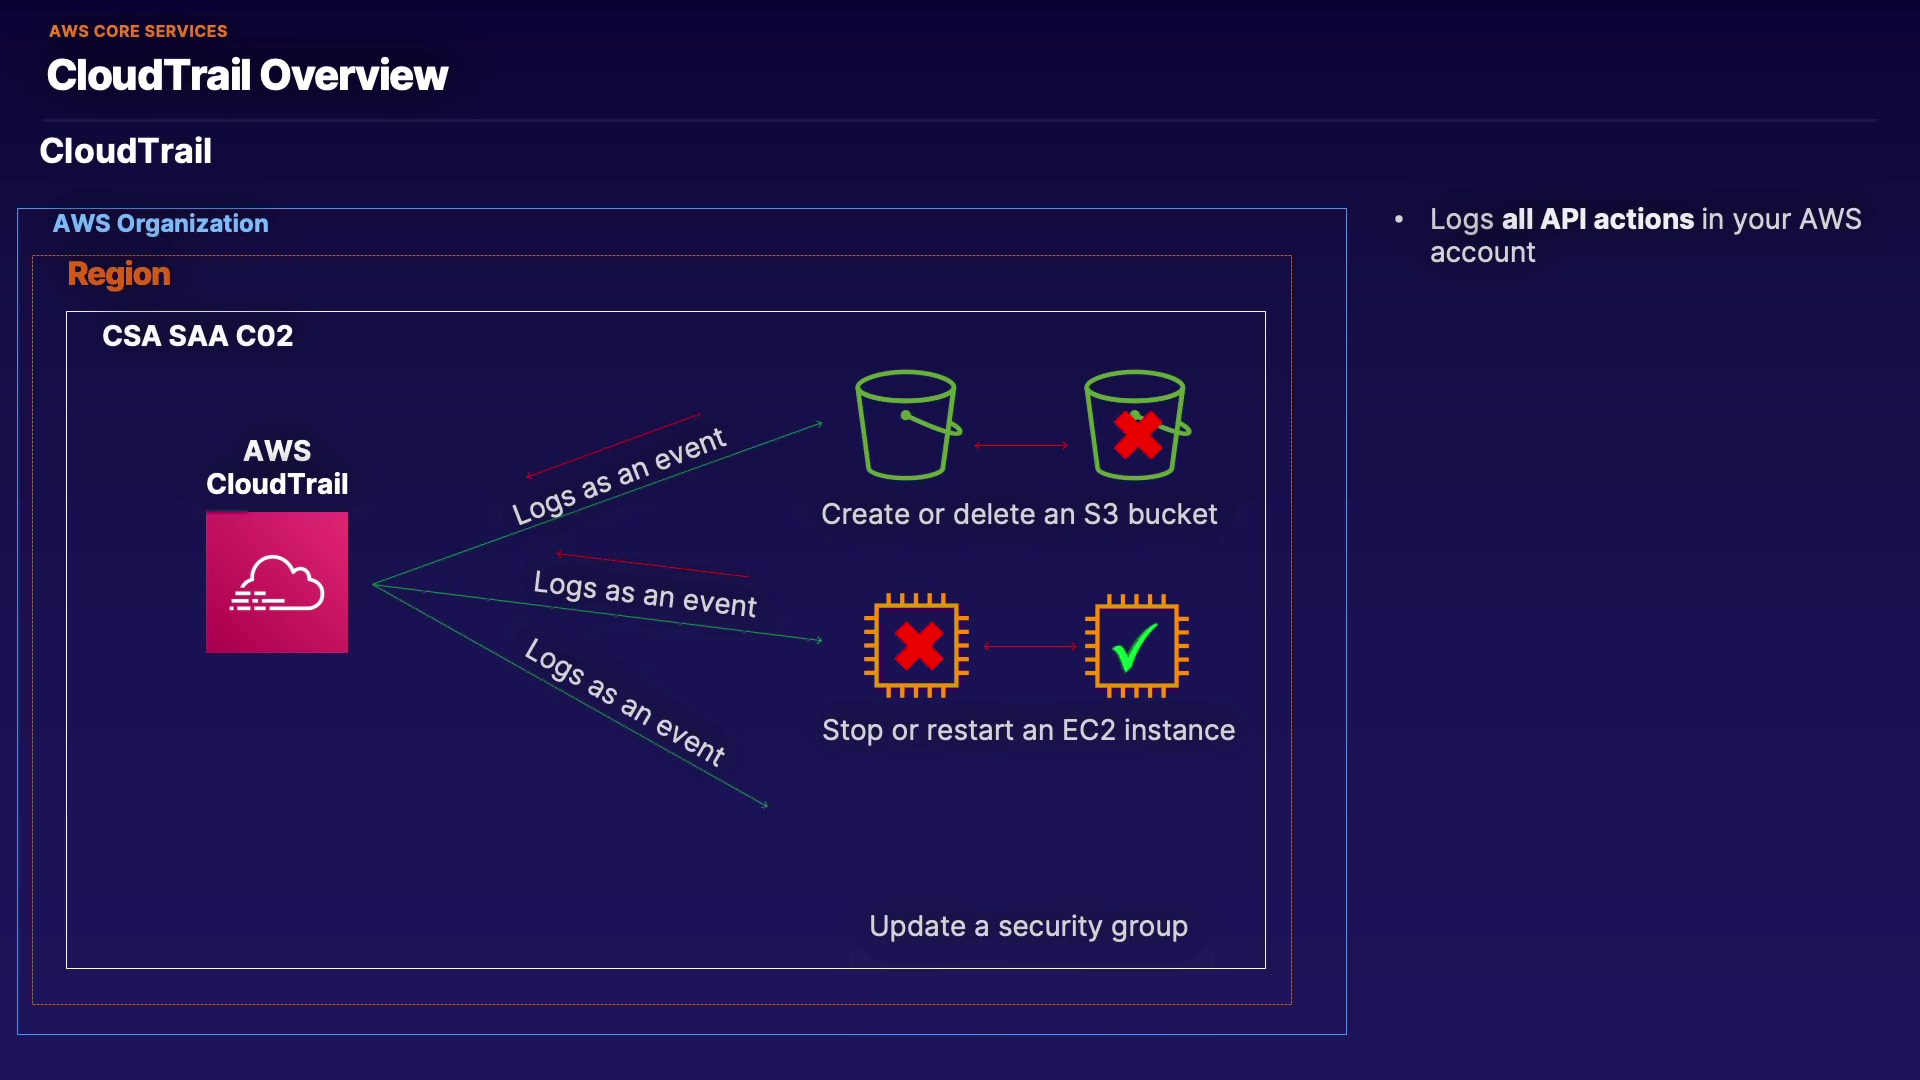 AWS CORE SERVICES
CloudTrail Overview
CloudTrail
AWS Organization
Region
CSA SAA C02
AWS
CloudTrail
Logs as an event
Logs as an event
Logs as an event
Create or delete an S3 bucket
Stop or restart an EC2 instance
Update a security group
• Logs all API actions in your AWS
account